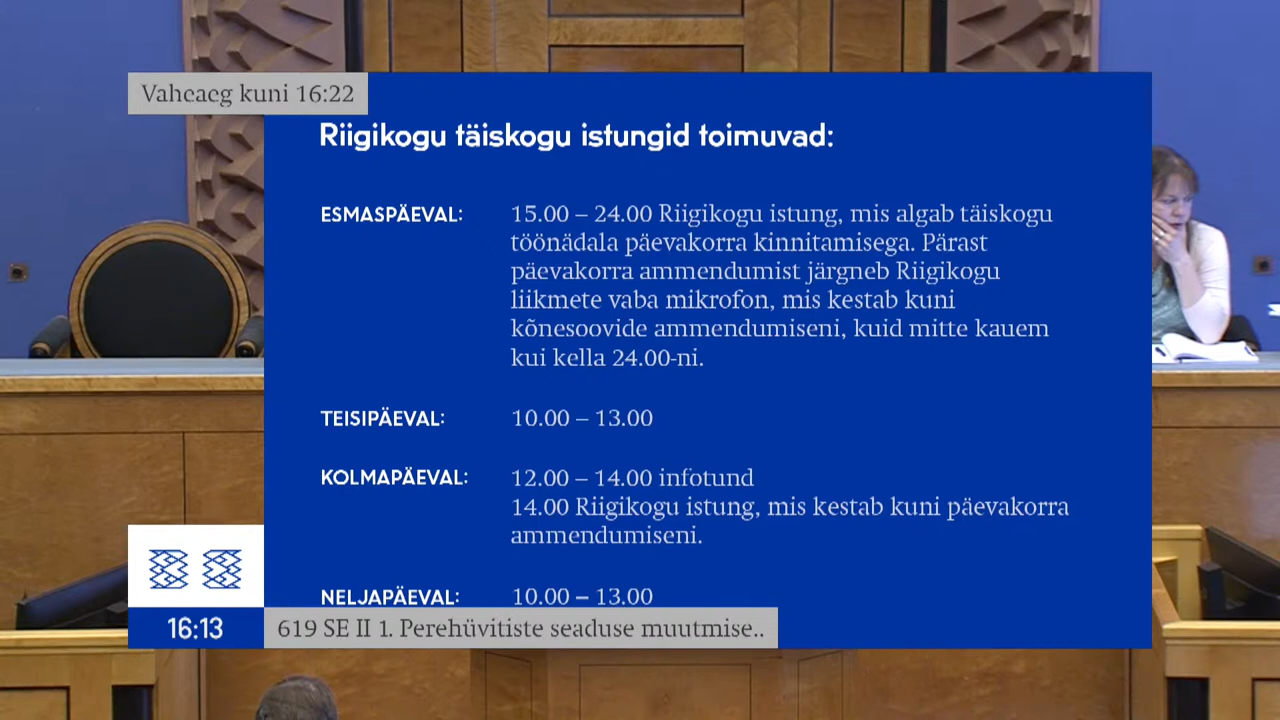 Vaheaeg kuni 16:22
Riigikogu täiskogu istungid toimuvad:
ESMASPÄEVAL:
15.00 – 24.00 Riigikogu istung, mis algab täiskogu
töönädala päevakorra kinnitamisega. Pärast
päevakorra ammendumist järgneb Riigikogu
liikmete vaba mikrofon, mis kestab kuni
kõnesoovide ammendumiseni, kuid mitte kauem
kui kella 24.00-ni.
TEISIPÄEVAL:
10.00 – 13.00
KOLMAPÄEVAL:
12.00 – 14.00 infotund
14.00 Riigikogu istung, mis kestab kuni päevakorra
ammendumiseni.
NELJAPÄEVAL:
10.00 – 13.00
16:13
619 SE II 1. Perehüvitiste seaduse muutmise..